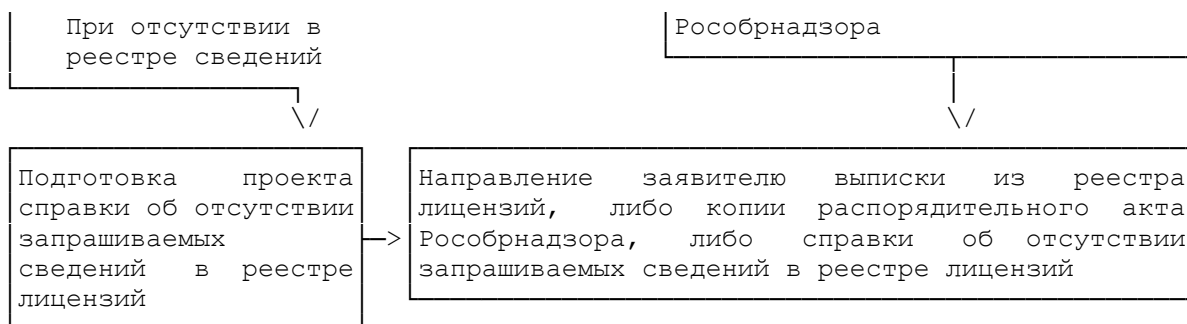 При отсутствии в
реестре сведений
Рособрнадзора
Подготовка проекта
справки об отсутствии
запрашиваемых
сведений в реестре
лицензий
Направление заявителю выписки из реестра
лицензий, либо копии распорядительного акта
Рособрнадзора, либо справки об отсутствии
запрашиваемых сведений в реестре лицензий